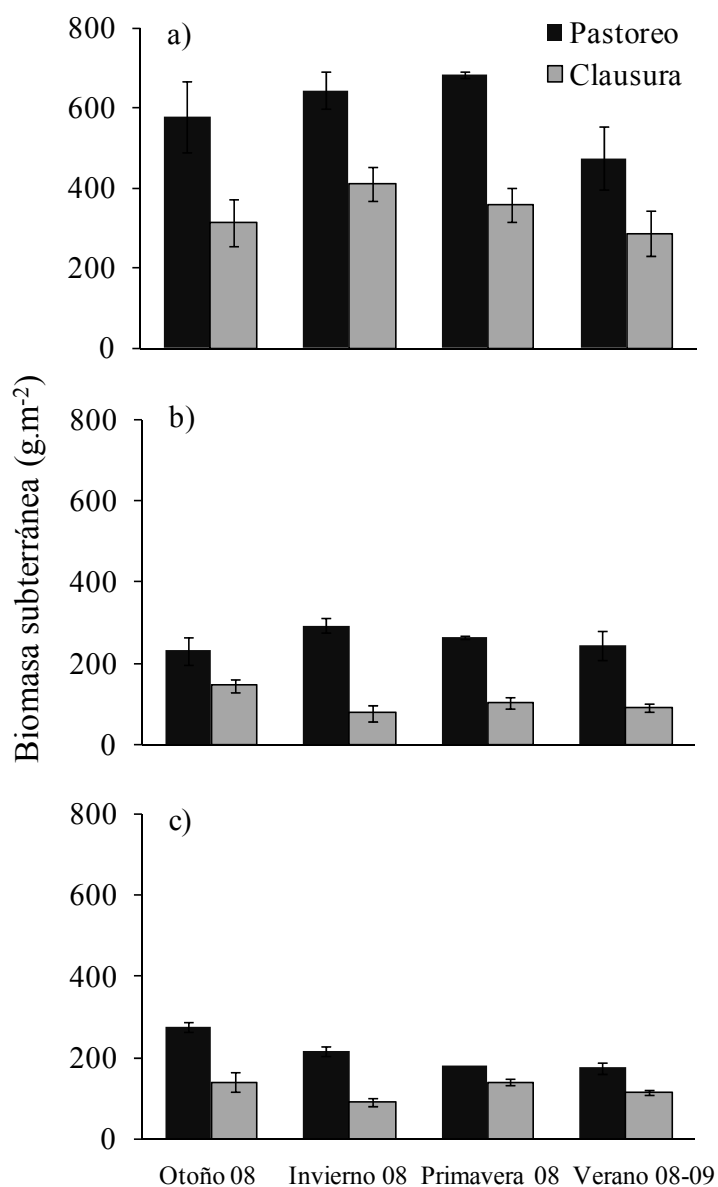 a)
Pastoreo
Clausura
800
600
400
200
0
b)
800
600
400
200
0
c)
800
600
400
200
0
Biomasa subterránea (g.m⁻²)
Otoño 08 Invierno 08 Primavera 08 Verano 08-09